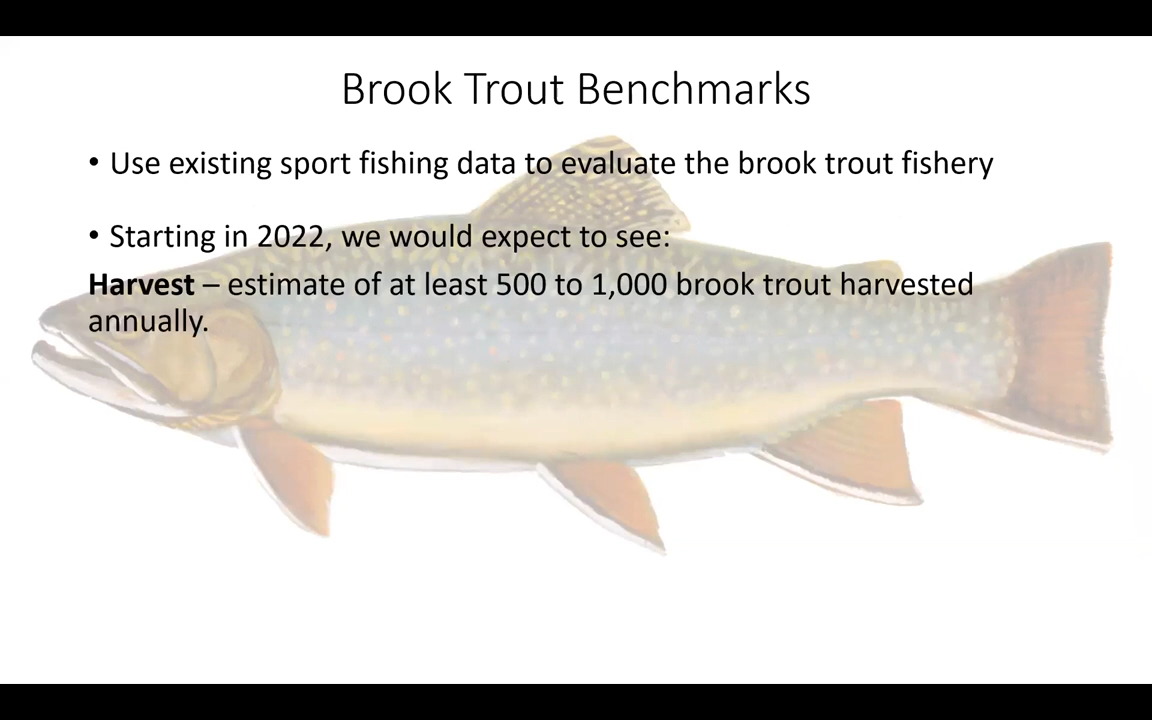 Brook Trout Benchmarks
• Use existing sport fishing data to evaluate the brook trout fishery
• Starting in 2022, we would expect to see:
Harvest – estimate of at least 500 to 1,000 brook trout harvested
annually.